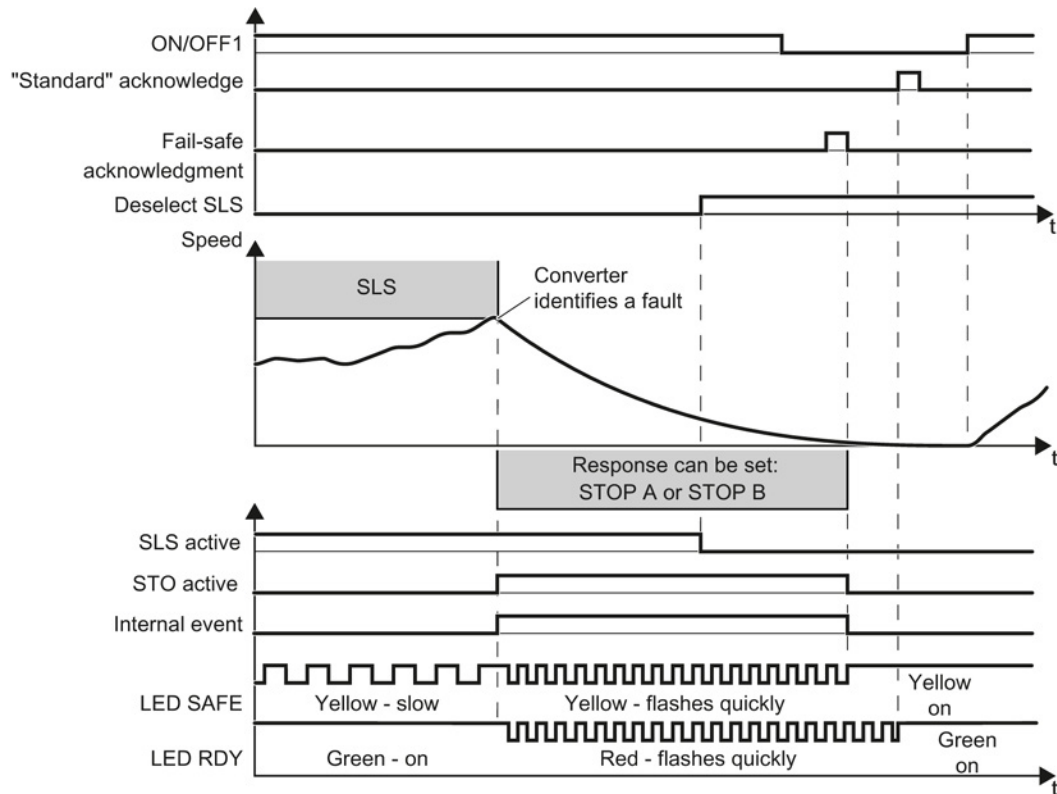 ON/OFF1
"Standard" acknowledge
Fail-safe
acknowledgment
Deselect SLS
t
Speed
SLS
Converter
identifies a fault
t
Response can be set:
STOP A or STOP B
SLS active
STO active
Internal event
LED SAFE
Yellow - slow
Yellow - flashes quickly
Yellow
on
LED RDY
Green - on
Red - flashes quickly
Green
on
t